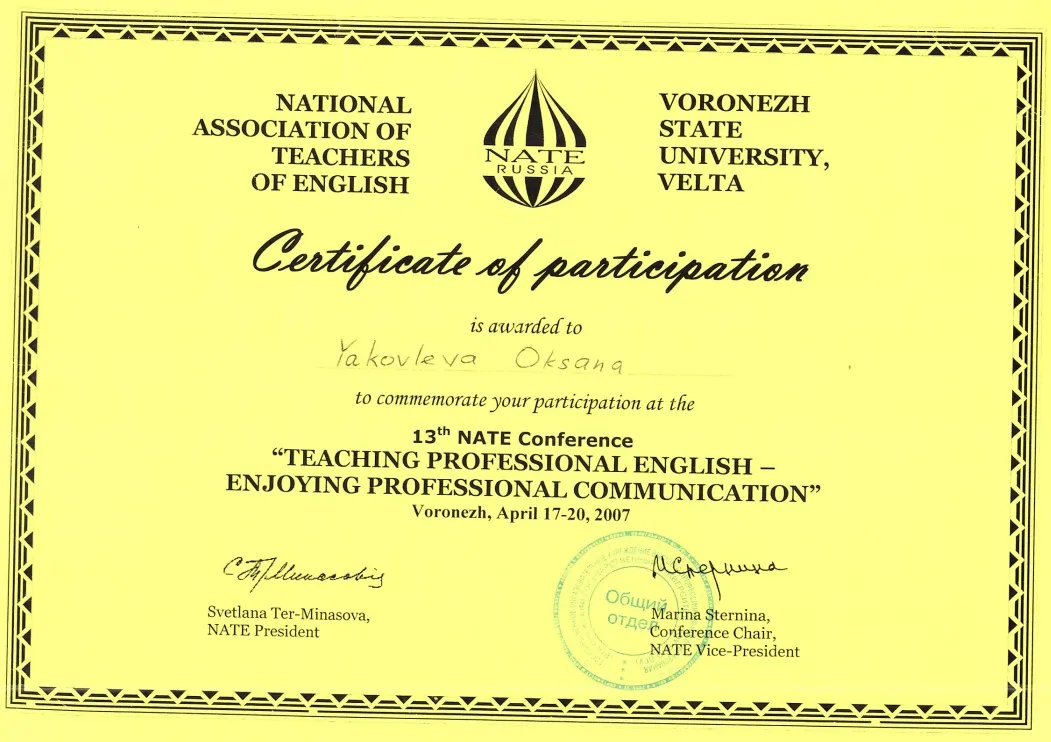 NATIONAL
ASSOCIATION OF
TEACHERS
OF ENGLISH
NATE
RUSSIA
VORONEZH
STATE
UNIVERSITY,
VELTA
Certificate of participation
is awarded to
Yakovleva Oksana
to commemorate your participation at the
13th NATE Conference
“TEACHING PROFESSIONAL ENGLISH –
ENJOYING PROFESSIONAL COMMUNICATION”
Voronezh, April 17-20, 2007
Svetlana Ter-Minasova,
NATE President
Общий
отдел
Marina Sternina,
Conference Chair,
NATE Vice-President